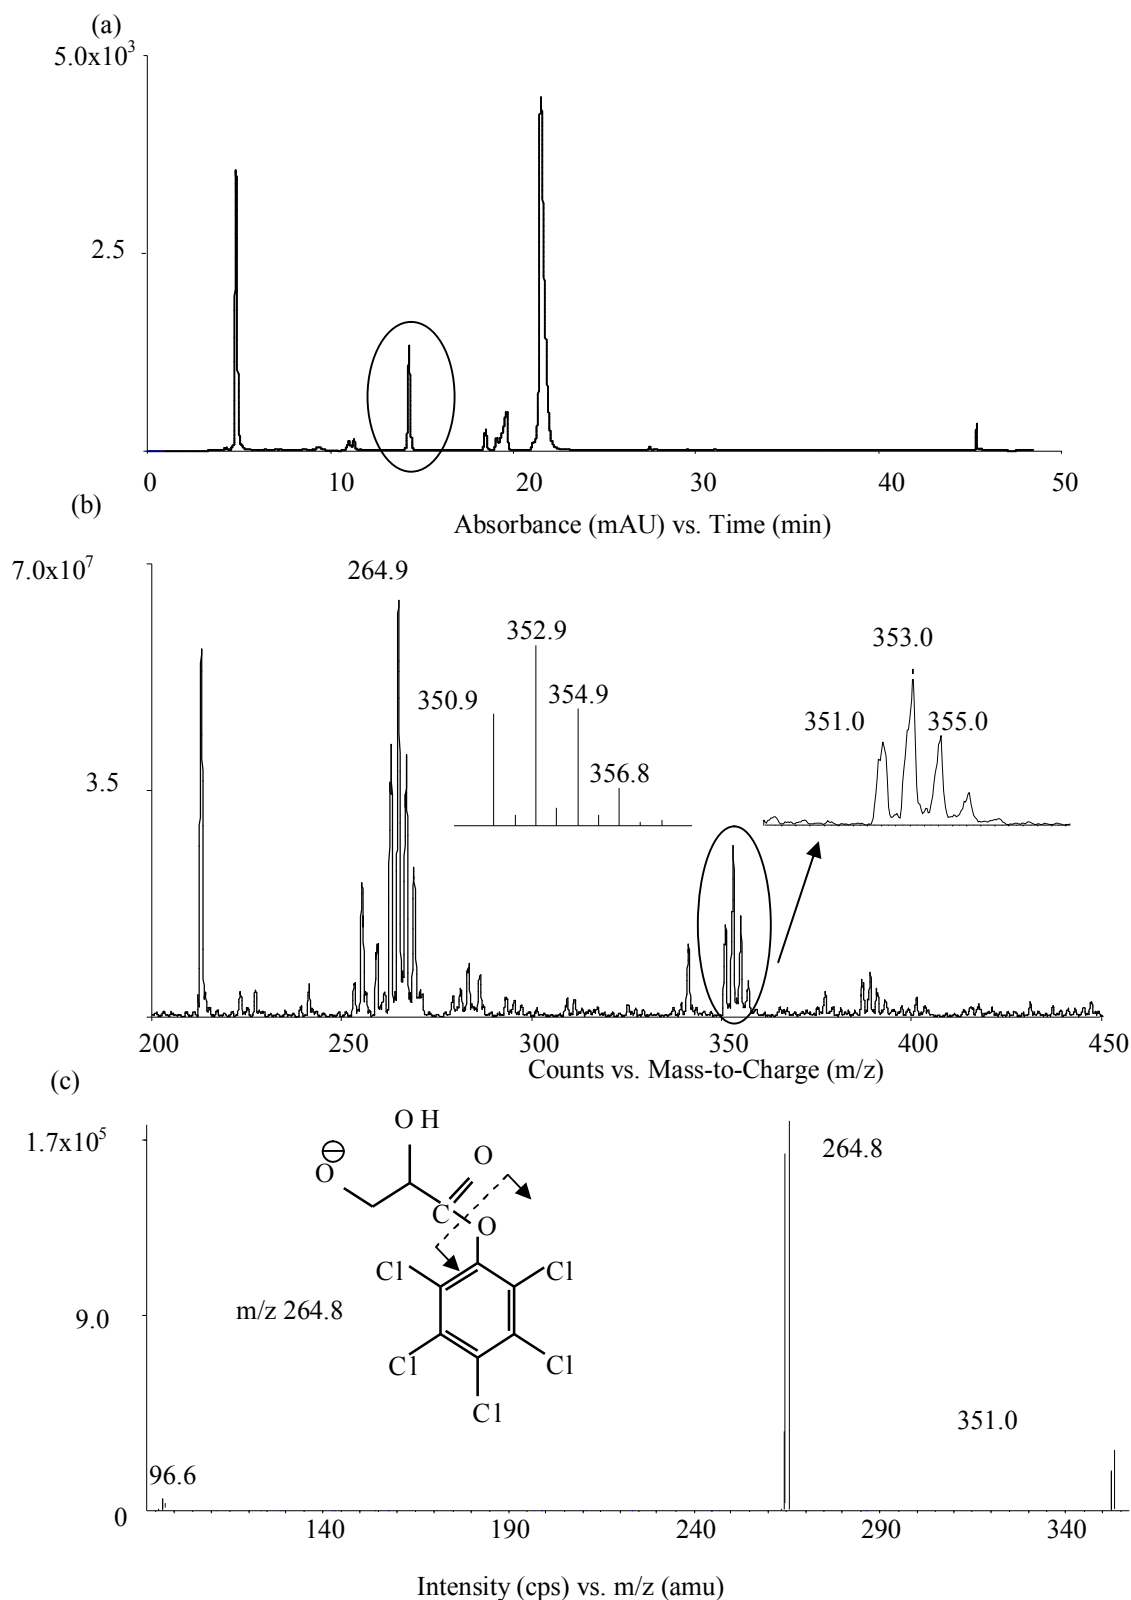 (a)
5.0x10³
2.5
0 10 20 30 40 50
Absorbance (mAU) vs. Time (min)
(b)
7.0x10⁷
3.5
264.9
352.9
350.9
354.9
356.8
353.0
351.0
355.0
200 250 300 350 400 450
Counts vs. Mass-to-Charge (m/z)
(c)
1.7x10⁵
9.0
0
OH
O
O
C
O
Cl Cl
m/z 264.8
Cl Cl
Cl
264.8
351.0
96.6
140 190 240 290 340
Intensity (cps) vs. m/z (amu)